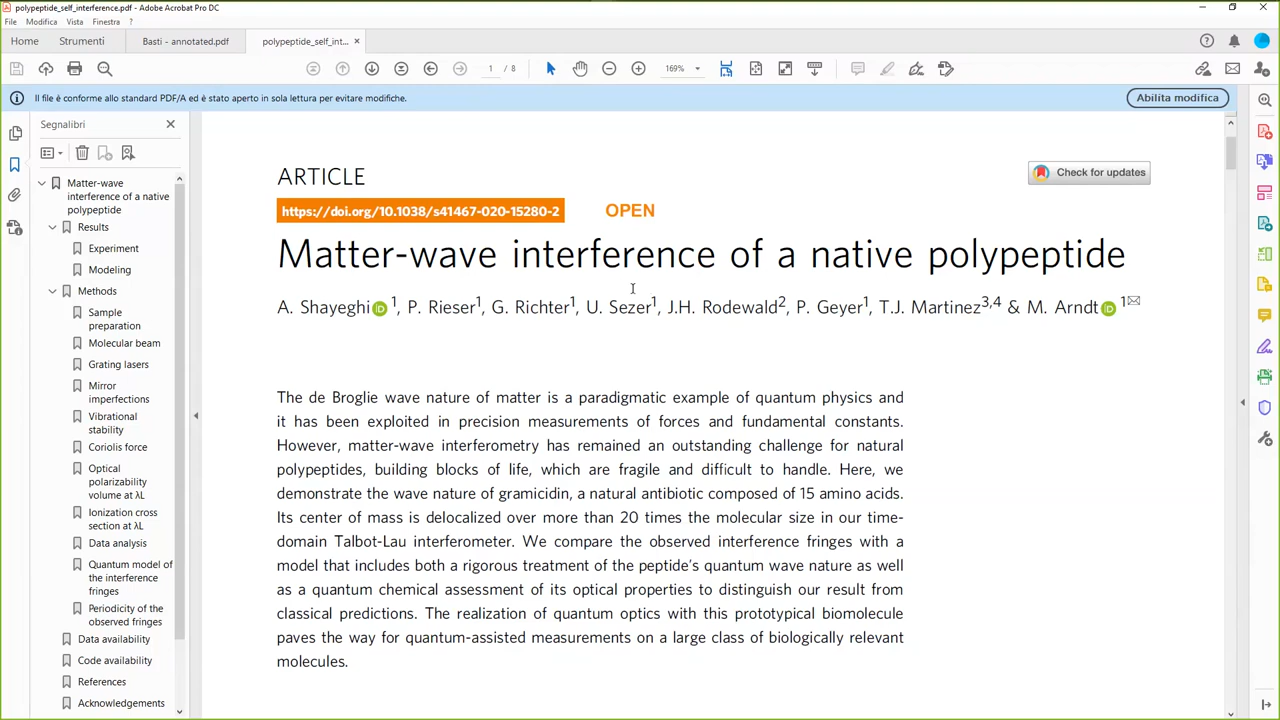 polypeptide_self_interference.pdf - Adobe Acrobat Pro DC
File Modifica Vista Finestra ?
Home Strumenti Basti - annotated.pdf polypeptide_self_int... ×
1 / 8 169%
Il file è conforme allo standard PDF/A ed è stato aperto in sola lettura per evitare modifiche. Abilita modifica
Segnalibri
Matter-wave
interference of a native
polypeptide
Results
Experiment
Modeling
Methods
Sample
preparation
Molecular beam
Grating lasers
Mirror
imperfections
Vibrational
stability
Coriolis force
Optical
polarizability
volume at λL
Ionization cross
section at λL
Data analysis
Quantum model of
the interference
fringes
Periodicity of the
observed fringes
Data availability
Code availability
References
Acknowledgements
ARTICLE
Check for updates
https://doi.org/10.1038/s41467-020-15280-2 OPEN
Matter-wave interference of a native polypeptide
A. Shayeghi iD 1, P. Rieser1, G. Richter1, U. Sezer1, J.H. Rodewald2, P. Geyer1, T.J. Martinez3,4 & M. Arndt iD 1✉
The de Broglie wave nature of matter is a paradigmatic example of quantum physics and
it has been exploited in precision measurements of forces and fundamental constants.
However, matter-wave interferometry has remained an outstanding challenge for natural
polypeptides, building blocks of life, which are fragile and difficult to handle. Here, we
demonstrate the wave nature of gramicidin, a natural antibiotic composed of 15 amino acids.
Its center of mass is delocalized over more than 20 times the molecular size in our time-
domain Talbot-Lau interferometer. We compare the observed interference fringes with a
model that includes both a rigorous treatment of the peptide's quantum wave nature as well
as a quantum chemical assessment of its optical properties to distinguish our result from
classical predictions. The realization of quantum optics with this prototypical biomolecule
paves the way for quantum-assisted measurements on a large class of biologically relevant
molecules.